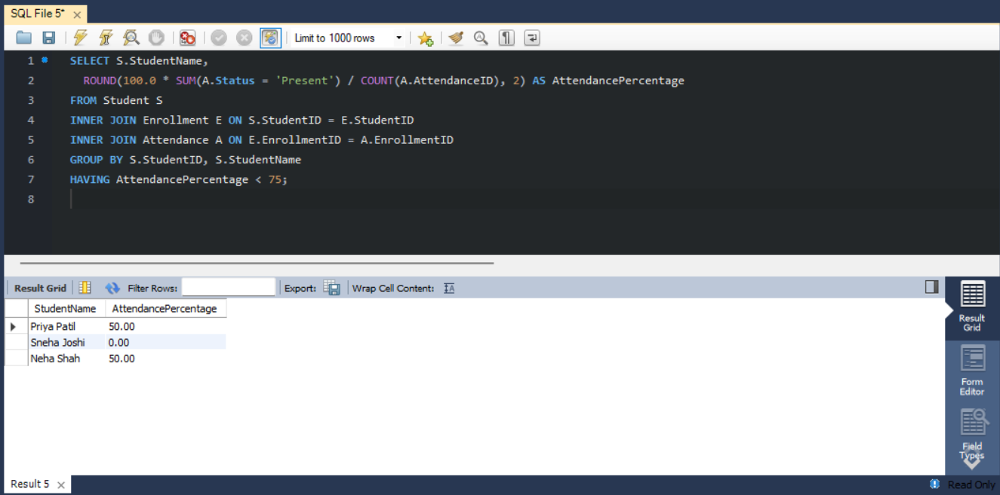 SQL File 5*
Limit to 1000 rows
1 SELECT S.StudentName,
2 ROUND(100.0 * SUM(A.Status = 'Present') / COUNT(A.AttendanceID), 2) AS AttendancePercentage
3 FROM Student S
4 INNER JOIN Enrollment E ON S.StudentID = E.StudentID
5 INNER JOIN Attendance A ON E.EnrollmentID = A.EnrollmentID
6 GROUP BY S.StudentID, S.StudentName
7 HAVING AttendancePercentage < 75;
8
Result Grid Filter Rows: Export: Wrap Cell Content:
StudentName AttendancePercentage
Priya Patil 50.00
Sneha Joshi 0.00
Neha Shah 50.00
Result
Grid
Form
Editor
Field
Types
Result 5 Read Only